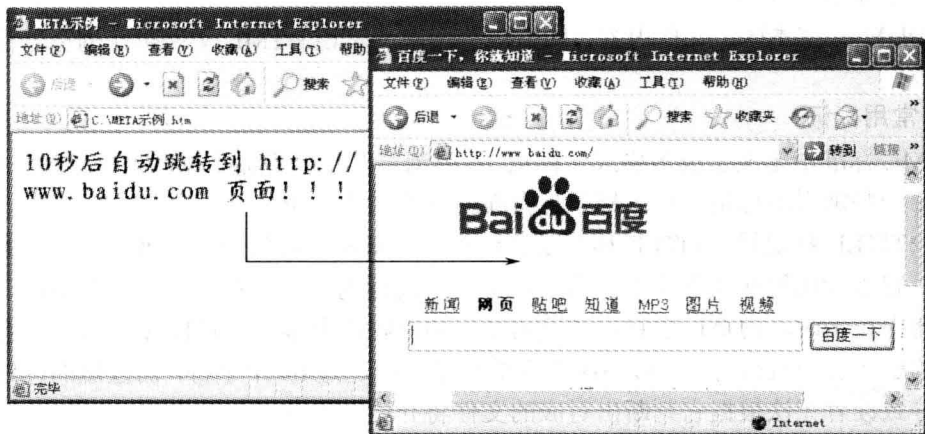 META示例 - Microsoft Internet Explorer
文件(F) 编辑(E) 查看(V) 收藏(A) 工具(T) 帮助
后退 搜索
地址(D) C:\META示例.htm
10秒后自动跳转到 http://
www.baidu.com 页面!!!
完毕
百度一下，你就知道 - Microsoft Internet Explorer
文件(F) 编辑(E) 查看(V) 收藏(A) 工具(T) 帮助(H)
后退 搜索 收藏夹
地址(D) http://www.baidu.com/ 转到 链接
Bai du 百度
新闻 网页 贴吧 知道 MP3 图片 视频
百度一下
Internet